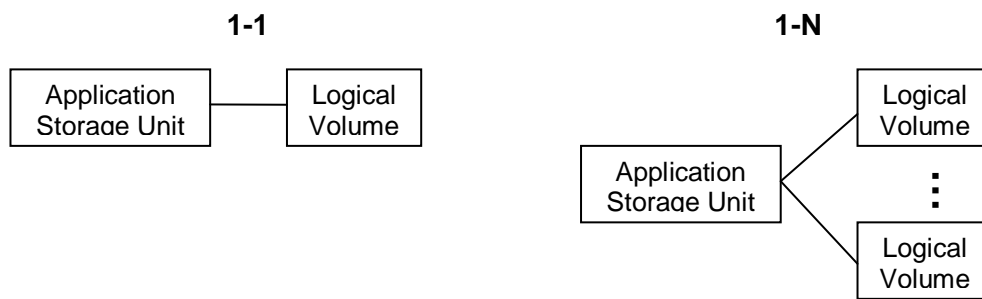 1-1
Application
Storage Unit
Logical
Volume
1-N
Application
Storage Unit
Logical
Volume
Logical
Volume